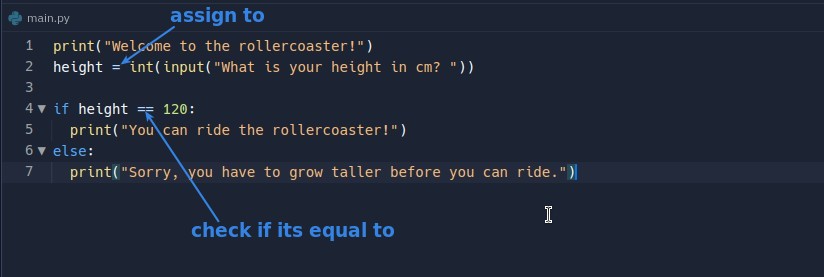 assign to
main.py
1 print("Welcome to the rollercoaster!")
2 height = int(input("What is your height in cm? "))
3
4 ▼ if height == 120:
5 print("You can ride the rollercoaster!")
6 ▼ else:
7 print("Sorry, you have to grow taller before you can ride.")
check if its equal to